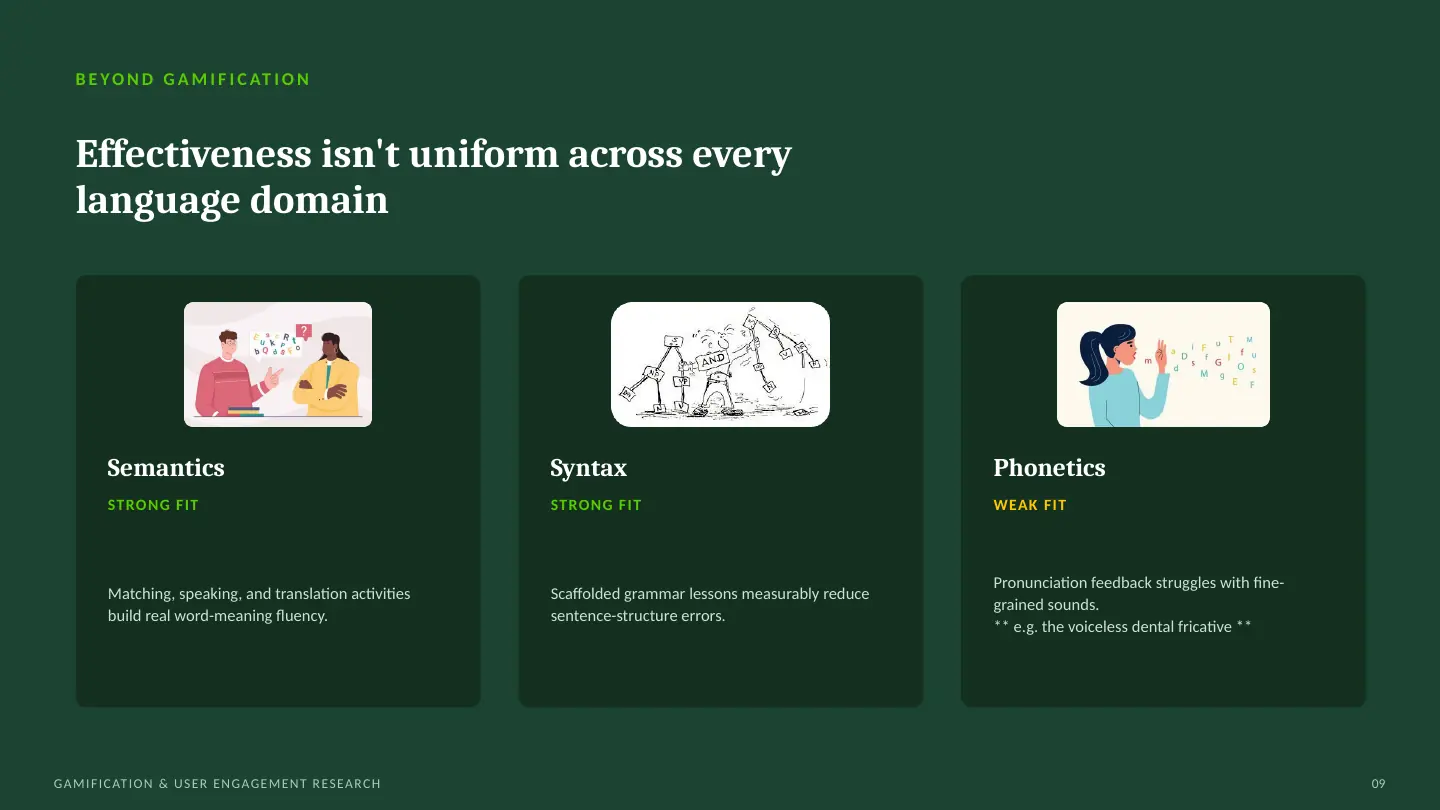 BEYOND GAMIFICATION
Effectiveness isn't uniform across every
language domain
?
AND
Semantics
STRONG FIT
Matching, speaking, and translation activities
build real word-meaning fluency.
Syntax
STRONG FIT
Scaffolded grammar lessons measurably reduce
sentence-structure errors.
Phonetics
WEAK FIT
Pronunciation feedback struggles with fine-
grained sounds.
** e.g. the voiceless dental fricative **
GAMIFICATION & USER ENGAGEMENT RESEARCH
09